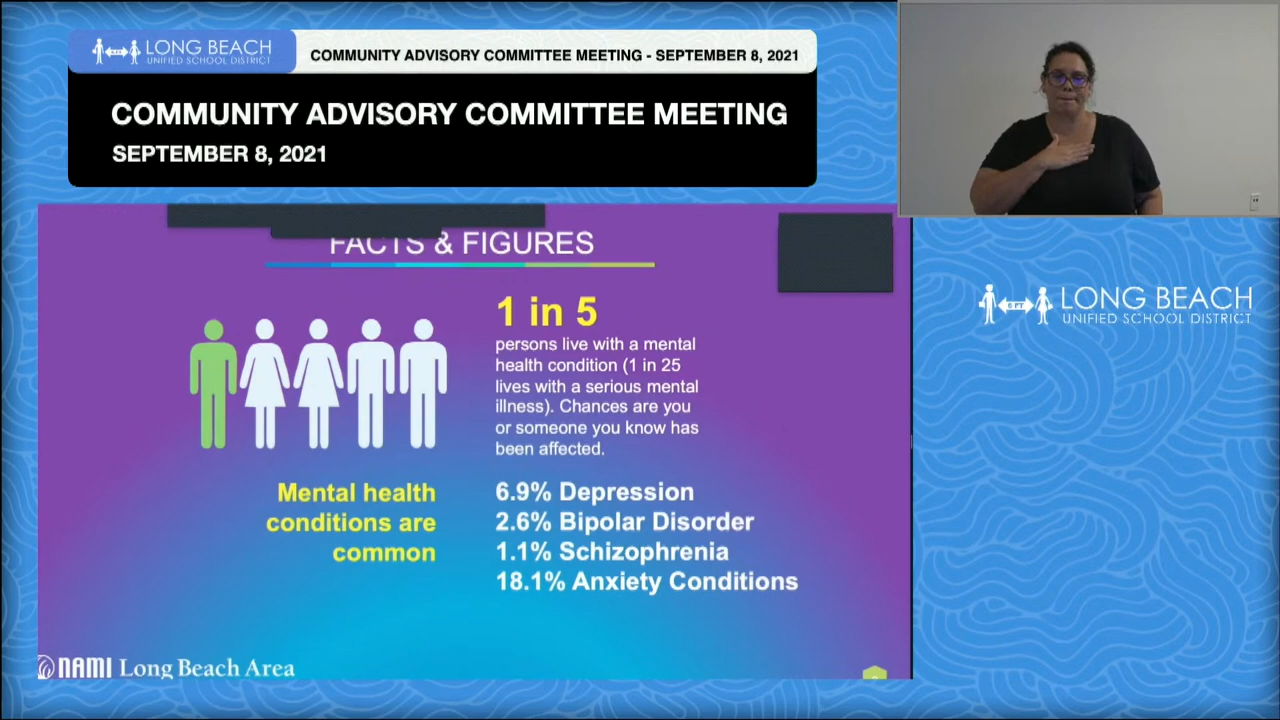 LONG BEACH
UNIFIED SCHOOL DISTRICT
COMMUNITY ADVISORY COMMITTEE MEETING - SEPTEMBER 8, 2021
COMMUNITY ADVISORY COMMITTEE MEETING
SEPTEMBER 8, 2021
FACTS & FIGURES
1 in 5
persons live with a mental
health condition (1 in 25
lives with a serious mental
illness). Chances are you
or someone you know has
been affected.
Mental health
conditions are
common
6.9% Depression
2.6% Bipolar Disorder
1.1% Schizophrenia
18.1% Anxiety Conditions
NAMI Long Beach Area
6 FT
LONG BEACH
UNIFIED SCHOOL DISTRICT